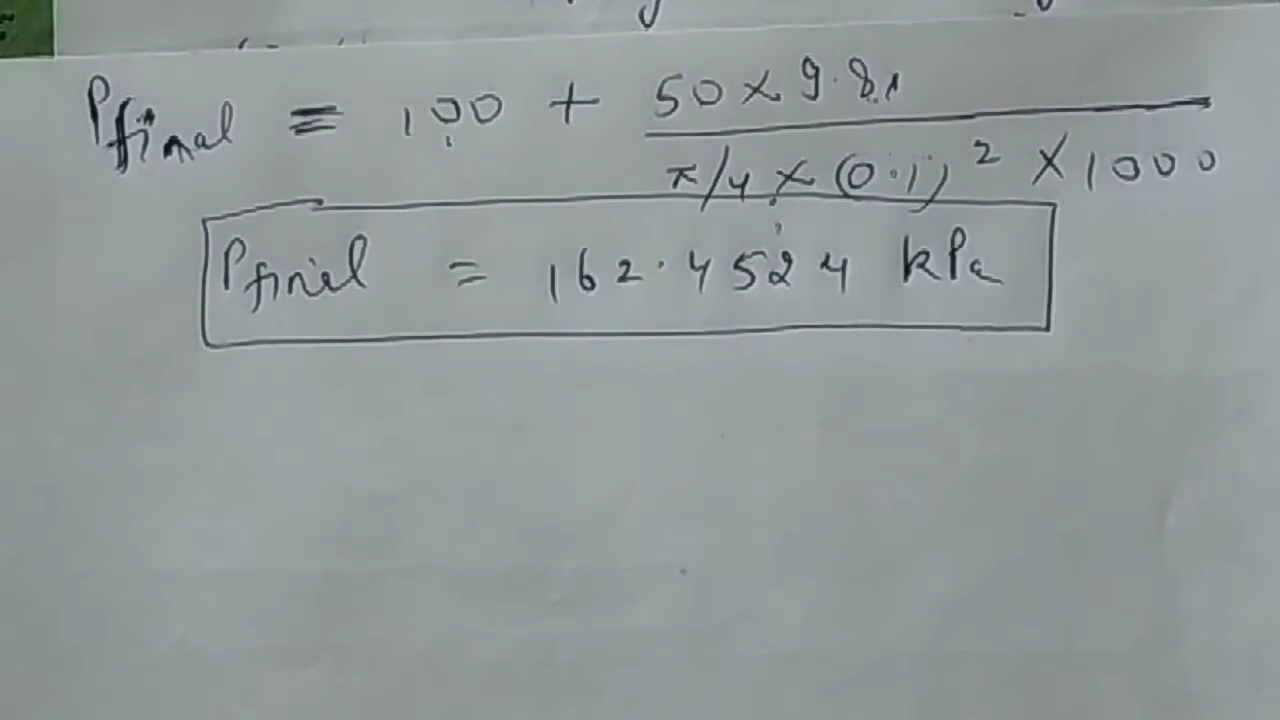 Pfinal = 100 + 50 × 9.81
π/4 × (0.1)² × 1000
Pfinal = 162.4524 kPa